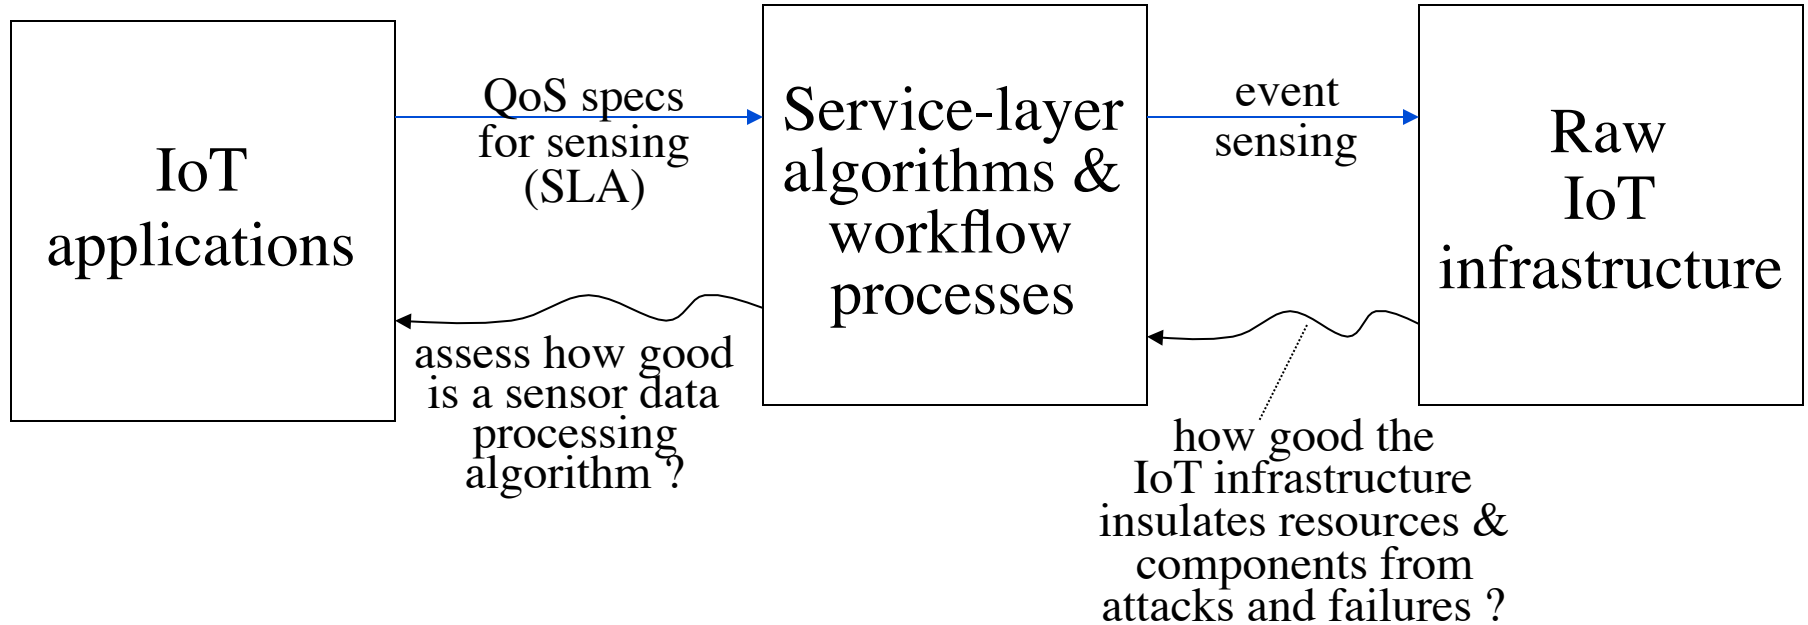 IoT
applications
QoS specs
for sensing
(SLA)
assess how good
is a sensor data
processing
algorithm ?
Service-layer
algorithms &
workflow
processes
event
sensing
how good the
IoT infrastructure
insulates resources &
components from
attacks and failures ?
Raw
IoT
infrastructure